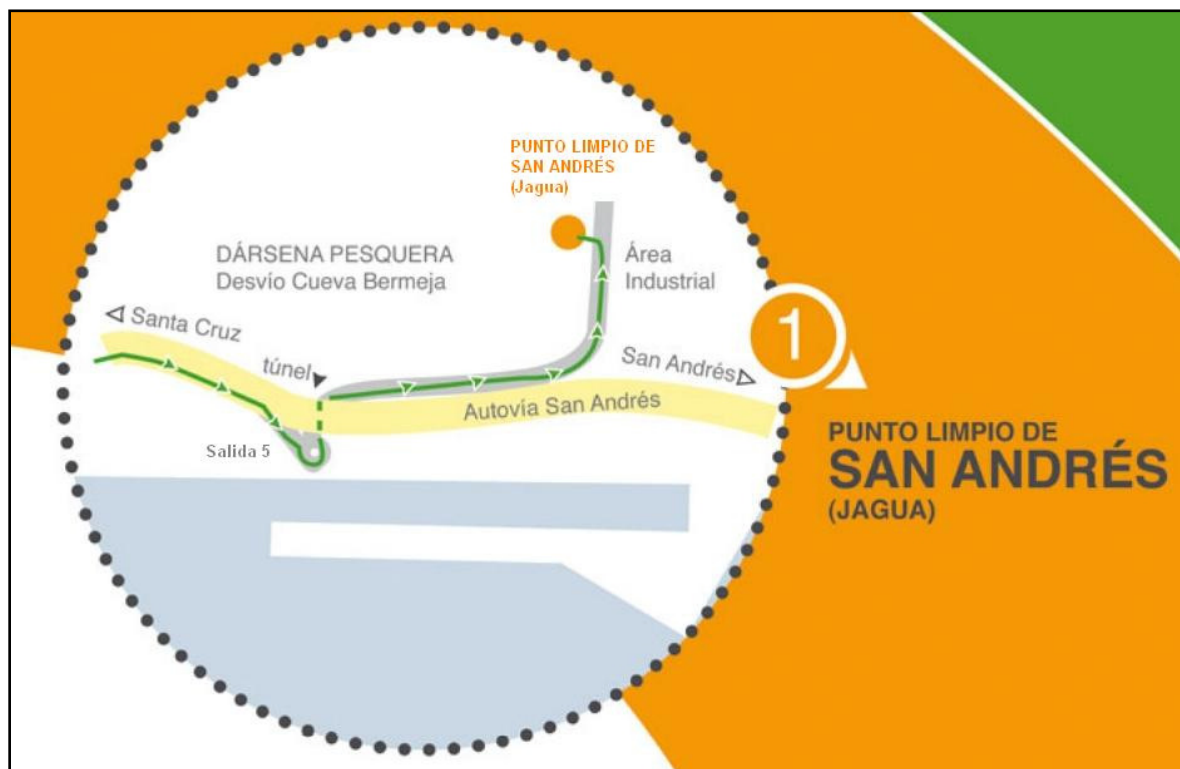 PUNTO LIMPIO DE
SAN ANDRÉS
(Jagua)
DÁRSENA PESQUERA
Desvío Cueva Bermeja
Área
Industrial
Santa Cruz
túnel
San Andrés
Autovía San Andrés
Salida 5
1
PUNTO LIMPIO DE
SAN ANDRÉS
(JAGUA)